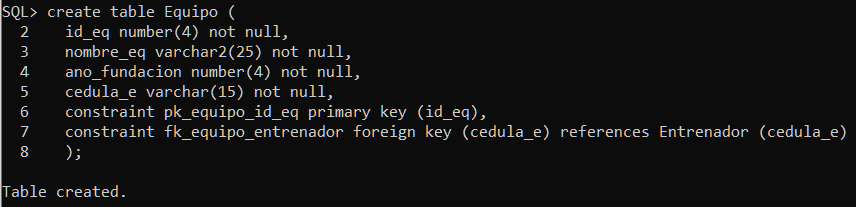 SQL> create table Equipo (
  2    id_eq number(4) not null,
  3    nombre_eq varchar2(25) not null,
  4    ano_fundacion number(4) not null,
  5    cedula_e varchar(15) not null,
  6    constraint pk_equipo_id_eq primary key (id_eq),
  7    constraint fk_equipo_entrenador foreign key (cedula_e) references Entrenador (cedula_e)
  8    );
Table created.